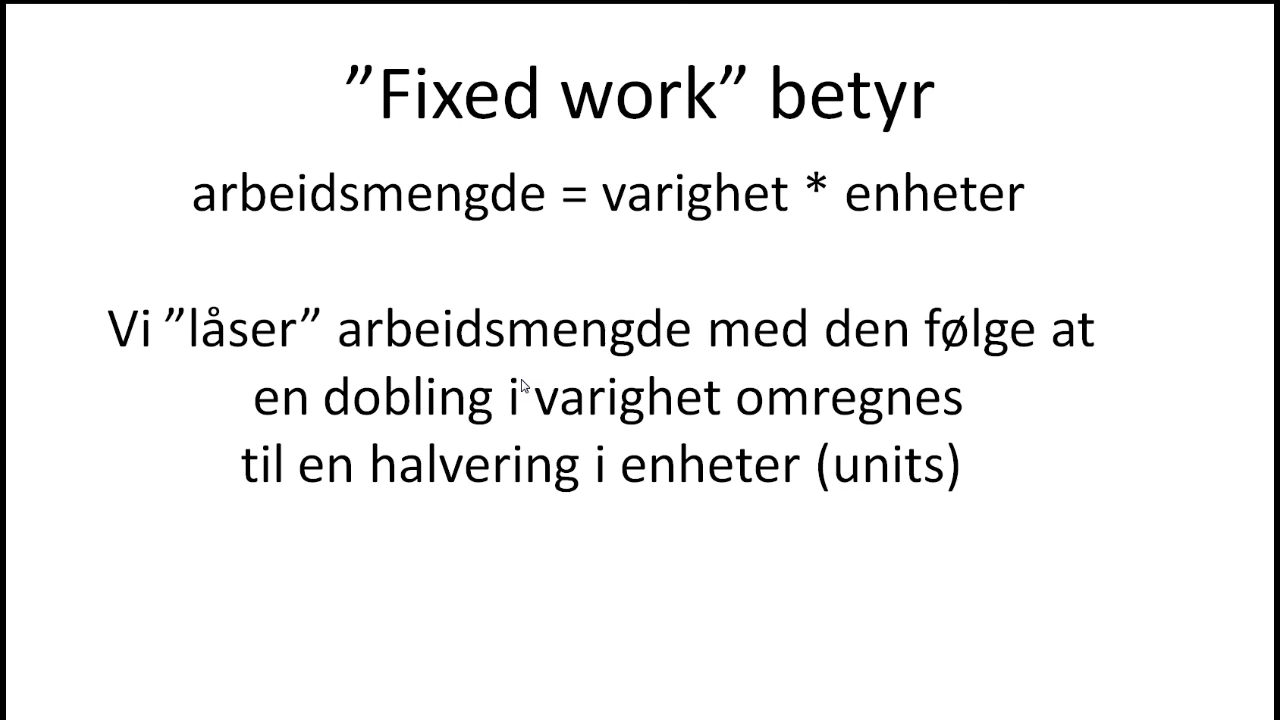 ”Fixed work” betyr
arbeidsmengde = varighet * enheter
Vi ”låser” arbeidsmengde med den følge at
en dobling i varighet omregnes
til en halvering i enheter (units)